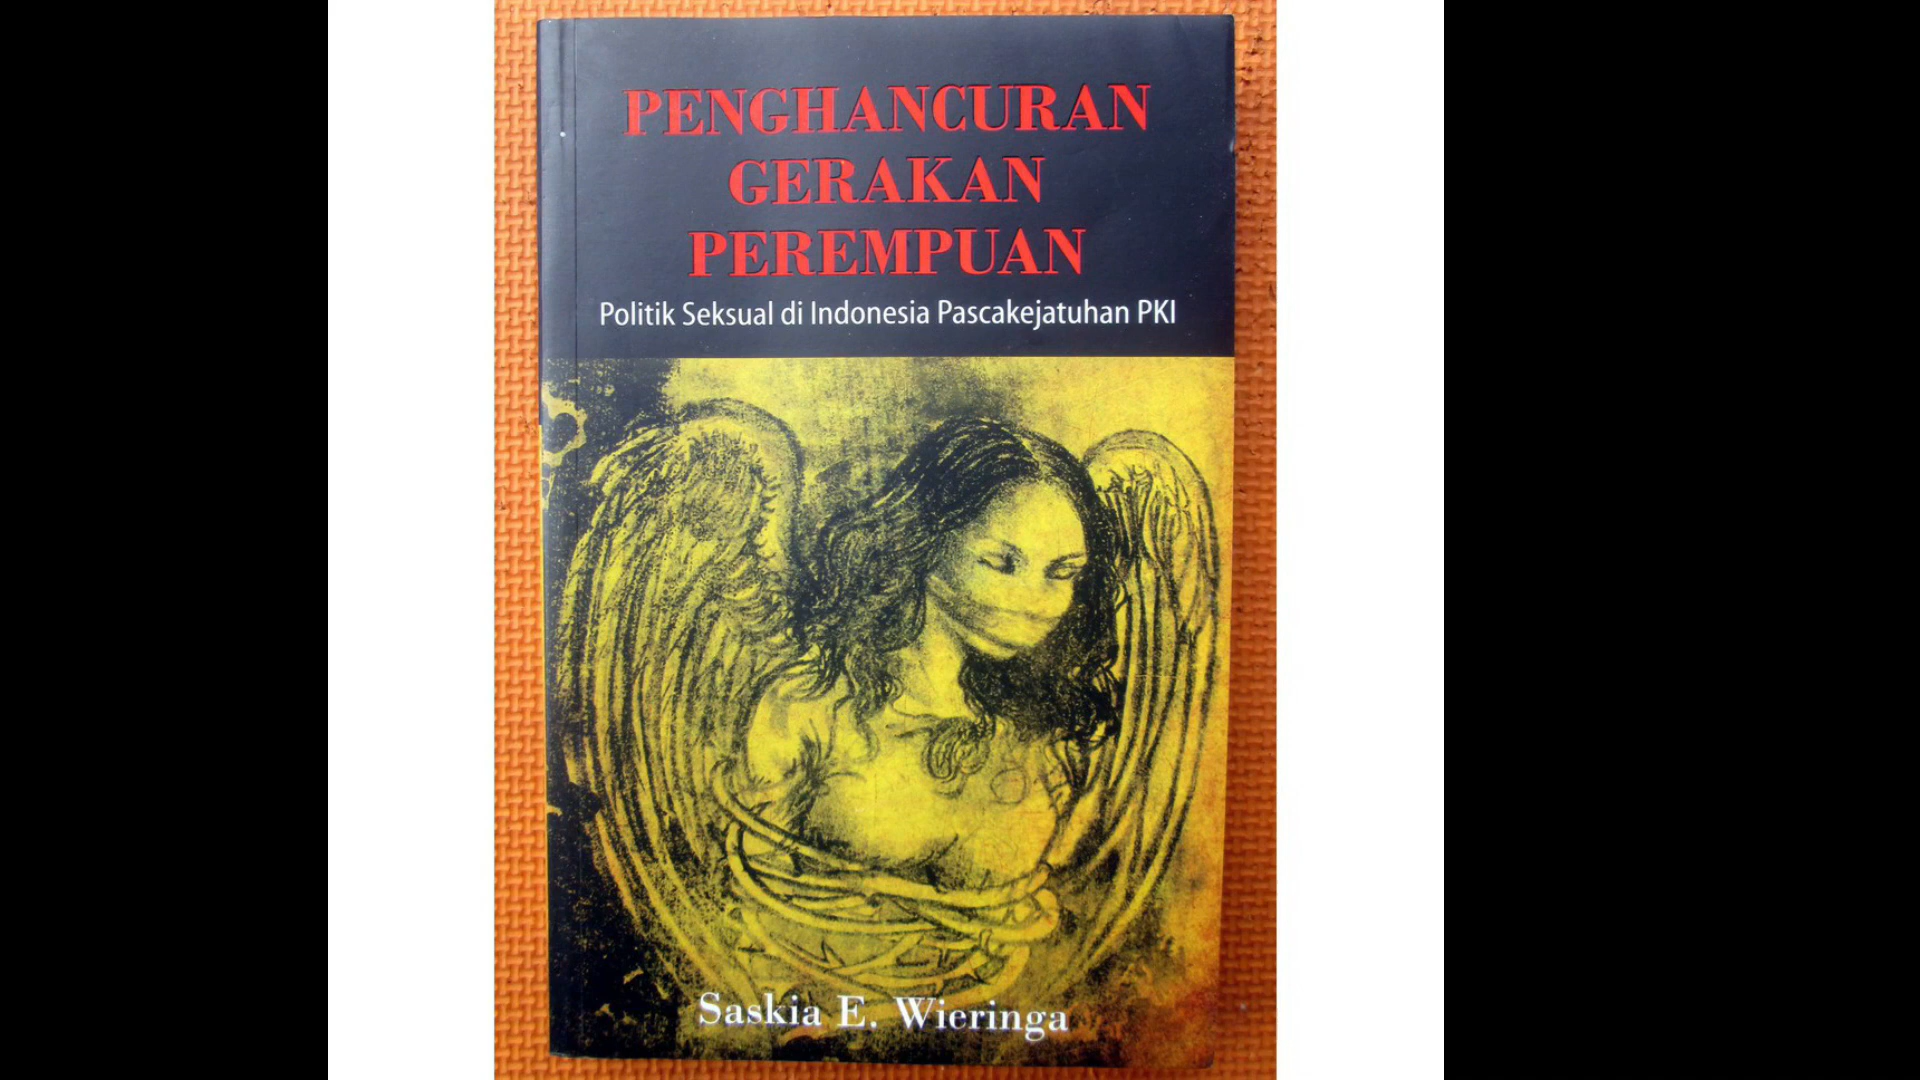 PENGHANCURAN
GERAKAN
PEREMPUAN
Politik Seksual di Indonesia Pascakejatuhan PKI
Saskia E. Wieringa